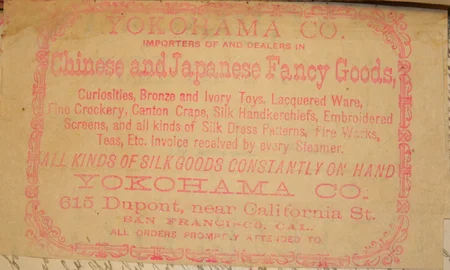 YOKOHAMA CO.
IMPORTERS OF AND DEALERS IN
Chinese and Japanese Fancy Goods,
Curiosities, Bronze and Ivory Toys, Lacquered Ware,
Fine Crockery, Canton Crape, Silk Handkerchiefs, Embroidered
Screens, and all kinds of Silk Dress Patterns, Fire Works,
Teas, Etc. Invoice received by every Steamer.
ALL KINDS OF SILK GOODS CONSTANTLY ON HAND
YOKOHAMA CO.
615 Dupont, near California St.
SAN FRANCISCO, CAL.
ALL ORDERS PROMPTLY ATTENDED TO.